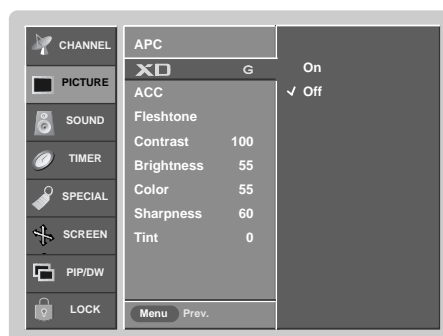 CHANNEL
PICTURE
SOUND
TIMER
SPECIAL
SCREEN
PIP/DW
LOCK
APC
XD G
ACC
Fleshtone
Contrast 100
Brightness 55
Color 55
Sharpness 60
Tint 0
Menu Prev.
On
✓ Off